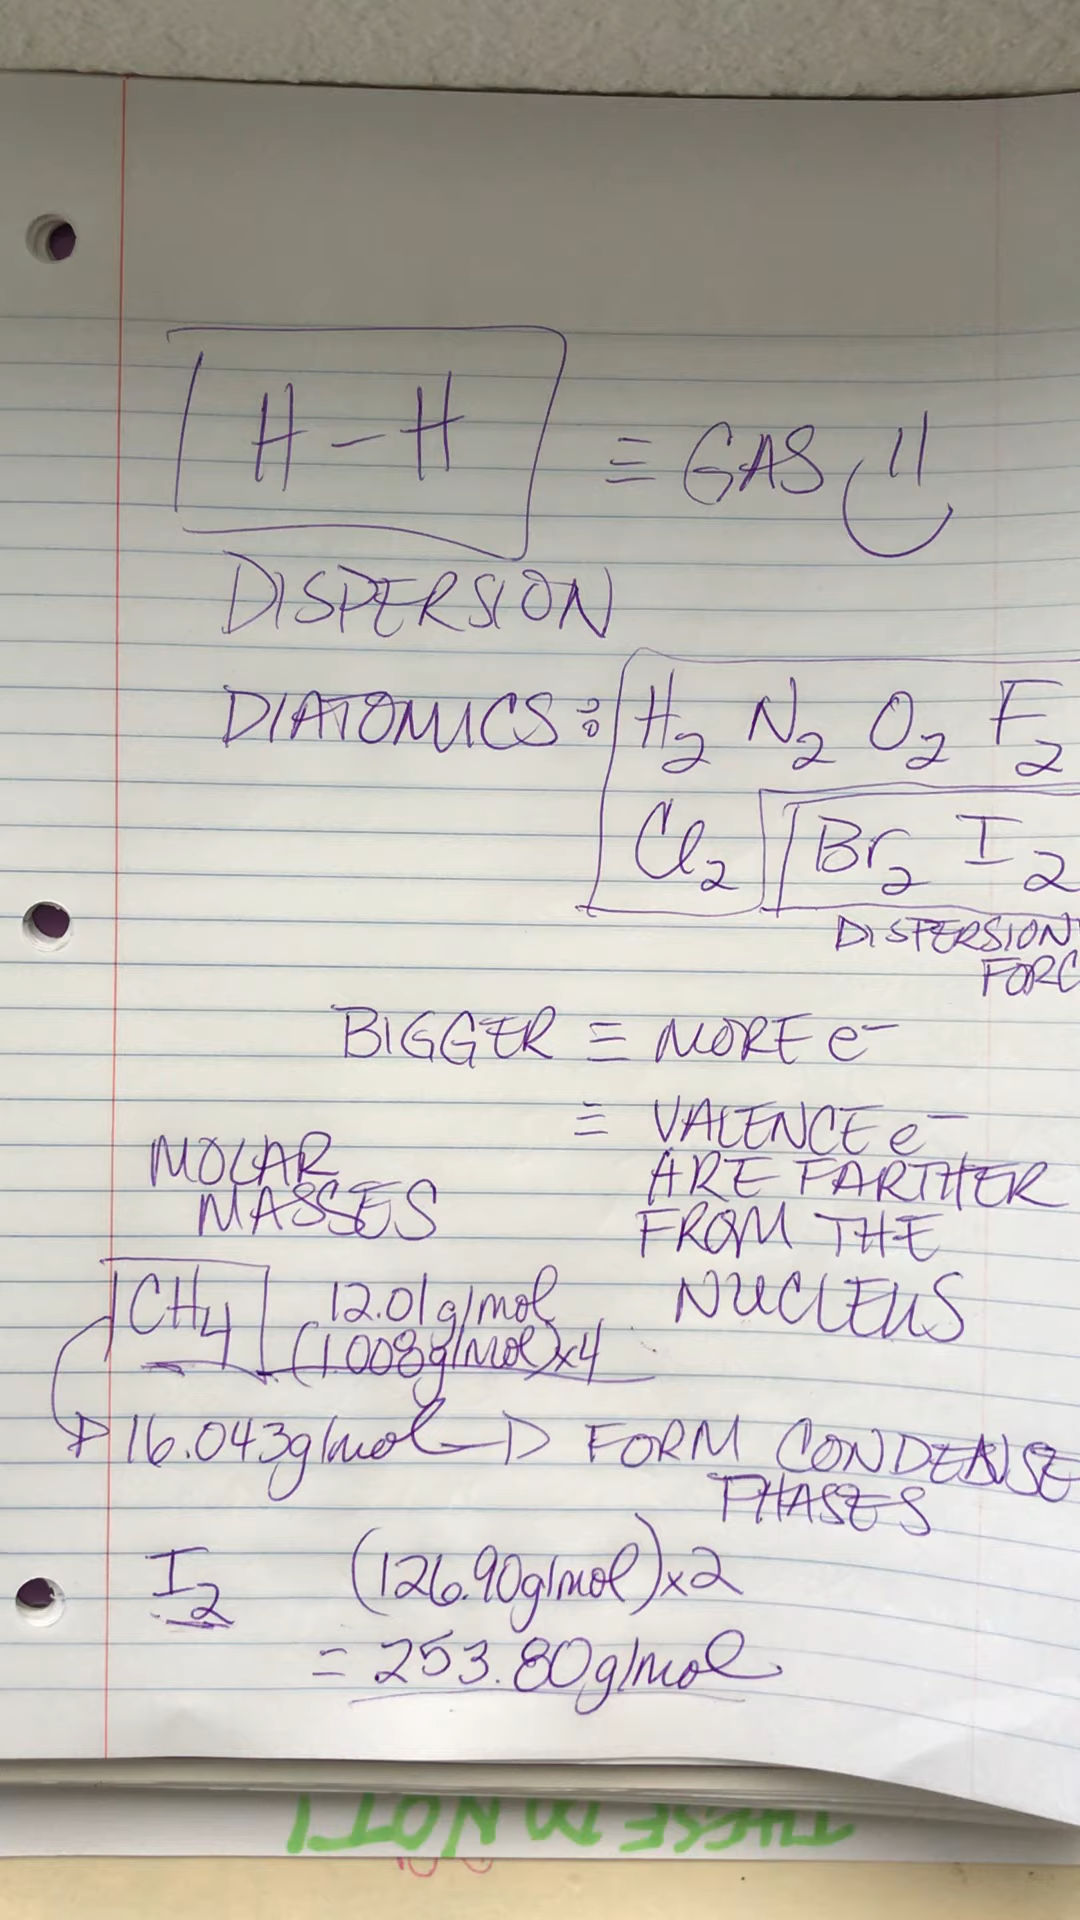 H – H ≡ GAS
DISPERSION
DIATOMICS: H₂ N₂ O₂ F₂
Cl₂ Br₂ I₂
DISPERSION
FORC
BIGGER ≡ MORE e⁻
≡ VALENCE e⁻
ARE FARTHER
FROM THE
NUCLEUS
MOLAR
MASSES
CH₄ 12.01g/mol
(1.008g/mol)x4
16.043g/mol → FORM CONDENSE
PHASES
I₂ (126.90g/mol)x2
= 253.80g/mol